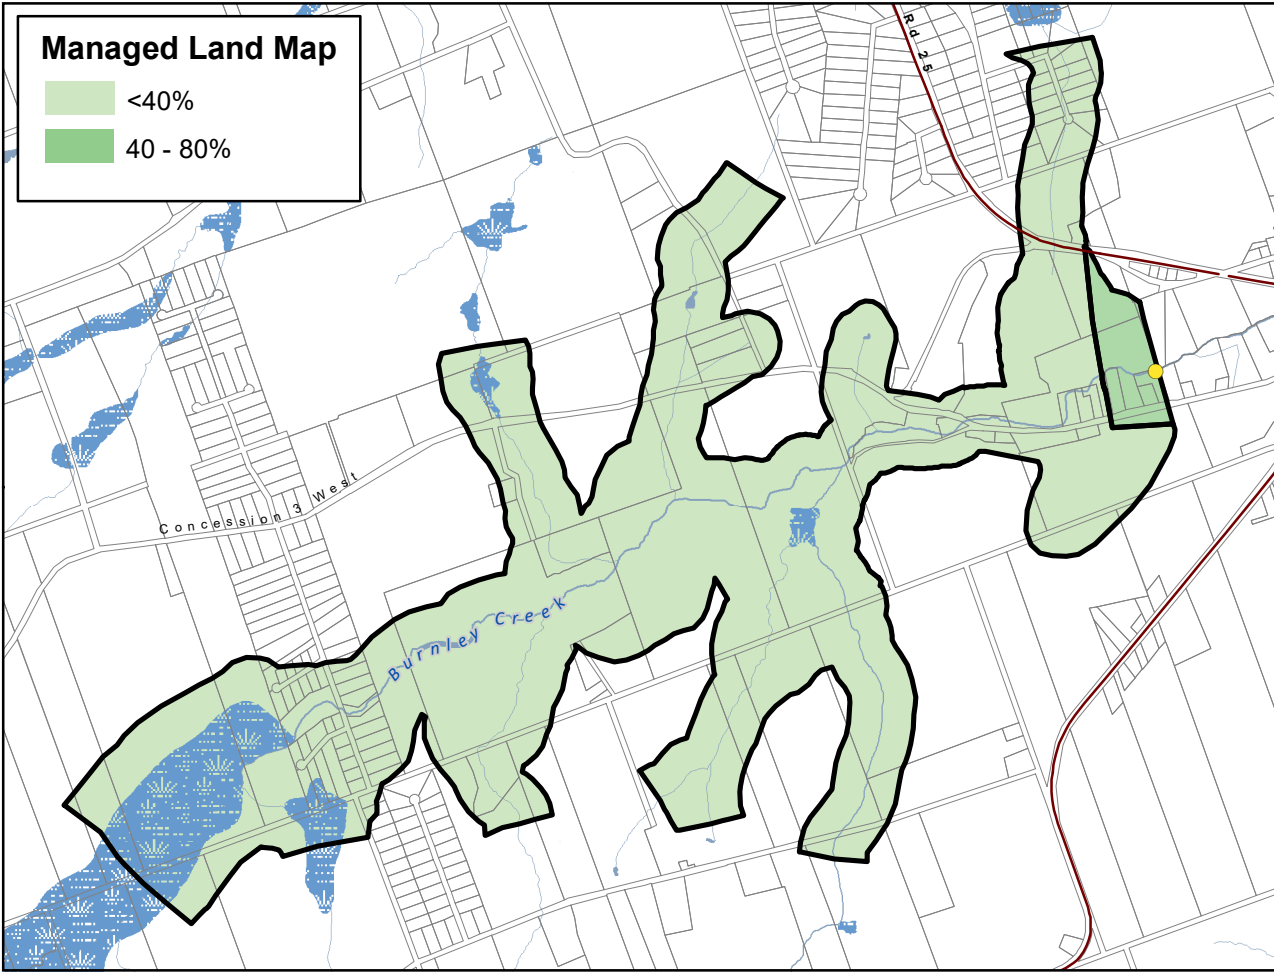 Managed Land Map
<40%
40 - 80%
Rd 25
Concession 3 West
Burnley Creek